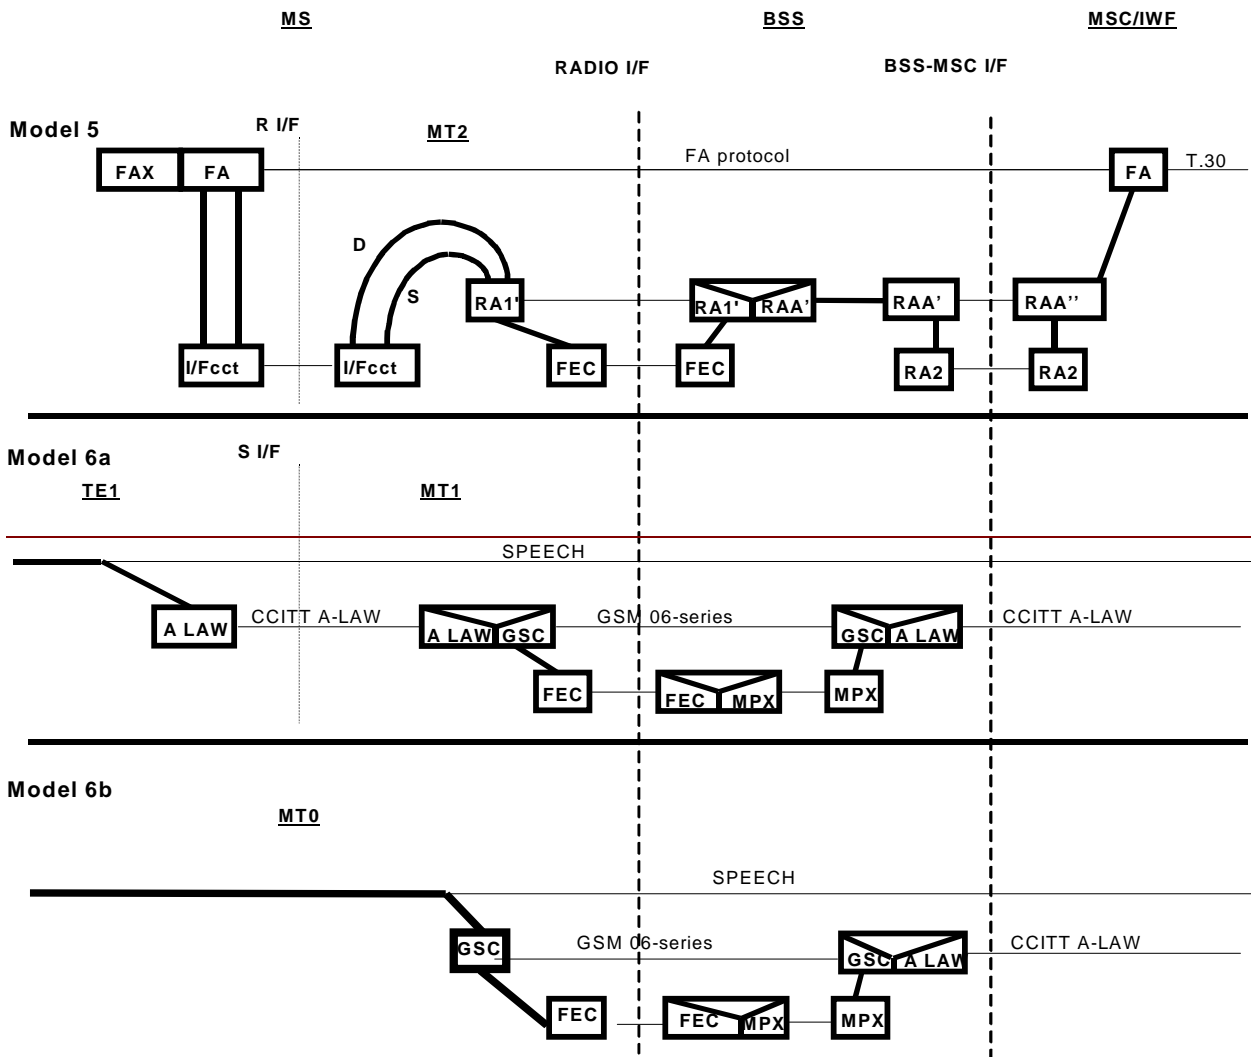 MS BSS MSC/IWF
RADIO I/F BSS-MSC I/F
Model 5 R I/F MT2
FAX FA FA protocol FA T.30
D
S RA1' RA1' RAA' RAA' RAA''
I/Fcct I/Fcct FEC FEC RA2 RA2
Model 6a S I/F
TE1 MT1
SPEECH
A LAW CCITT A-LAW A LAW GSC GSM 06-series GSC A LAW CCITT A-LAW
FEC FEC MPX MPX
Model 6b
MT0
SPEECH
GSC GSM 06-series GSC A LAW CCITT A-LAW
FEC FEC MPX MPX